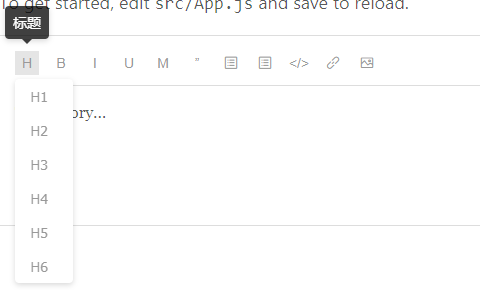 To get started, edit src/App.js and save to reload.
标题
H B I U M ” </>
ory...
H1
H2
H3
H4
H5
H6